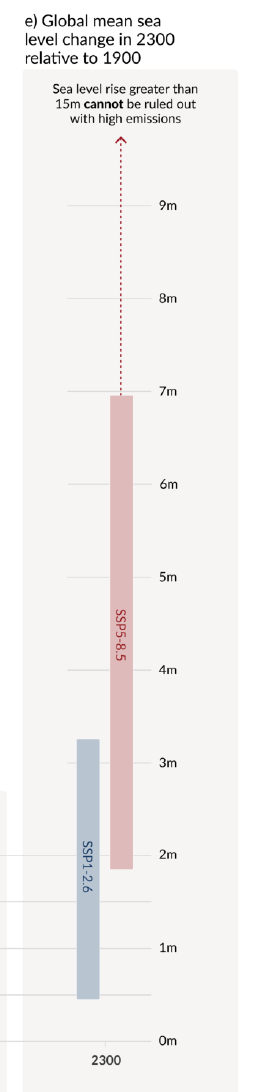 e) Global mean sea
level change in 2300
relative to 1900
Sea level rise greater than
15m cannot be ruled out
with high emissions
9m
8m
7m
6m
5m
SSP5-8.5
4m
3m
SSP1-2.6
2m
1m
0m
2300